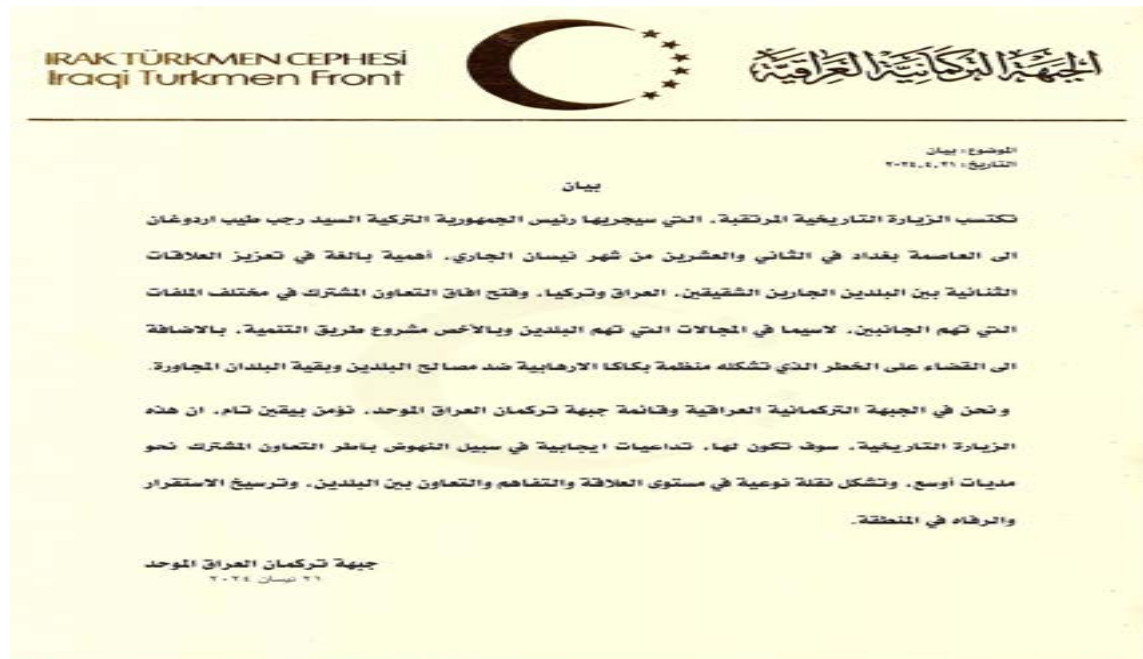 IRAK TÜRKMEN CEPHESİ
Iraqi Turkmen Front
الجبهة التركمانية العراقية
الموضوع: بيان
التاريخ: ٢٠٢٤.٤.٢١
بيان
تكتسب الزيارة التاريخية المرتقبة، التي سيجريها رئيس الجمهورية التركية السيد رجب طيب اردوغان
الى العاصمة بغداد في الثاني والعشرين من شهر نيسان الجاري، أهمية بالغة في تعزيز العلاقات
الثنائية بين البلدين الجارين الشقيقين، العراق وتركيا، وفتح افاق التعاون المشترك في مختلف الملفات
التي تهم الجانبين، لاسيما في المجالات التي تهم البلدين وبالأخص مشروع طريق التنمية، بالاضافة
الى القضاء على الخطر الذي تشكله منظمة بكاكا الارهابية ضد مصالح البلدين وبقية البلدان المجاورة.
ونحن في الجبهة التركمانية العراقية وقائمة جبهة تركمان العراق الموحد، نؤمن بيقين تام، ان هذه
الزيارة التاريخية، سوف تكون لها، تداعيات ايجابية في سبيل النهوض باطر التعاون المشترك نحو
مديات أوسع، وتشكل نقلة نوعية في مستوى العلاقة والتفاهم والتعاون بين البلدين، وترسيخ الاستقرار
والرفاه في المنطقة.
جبهة تركمان العراق الموحد
٢١ نيسان ٢٠٢٤